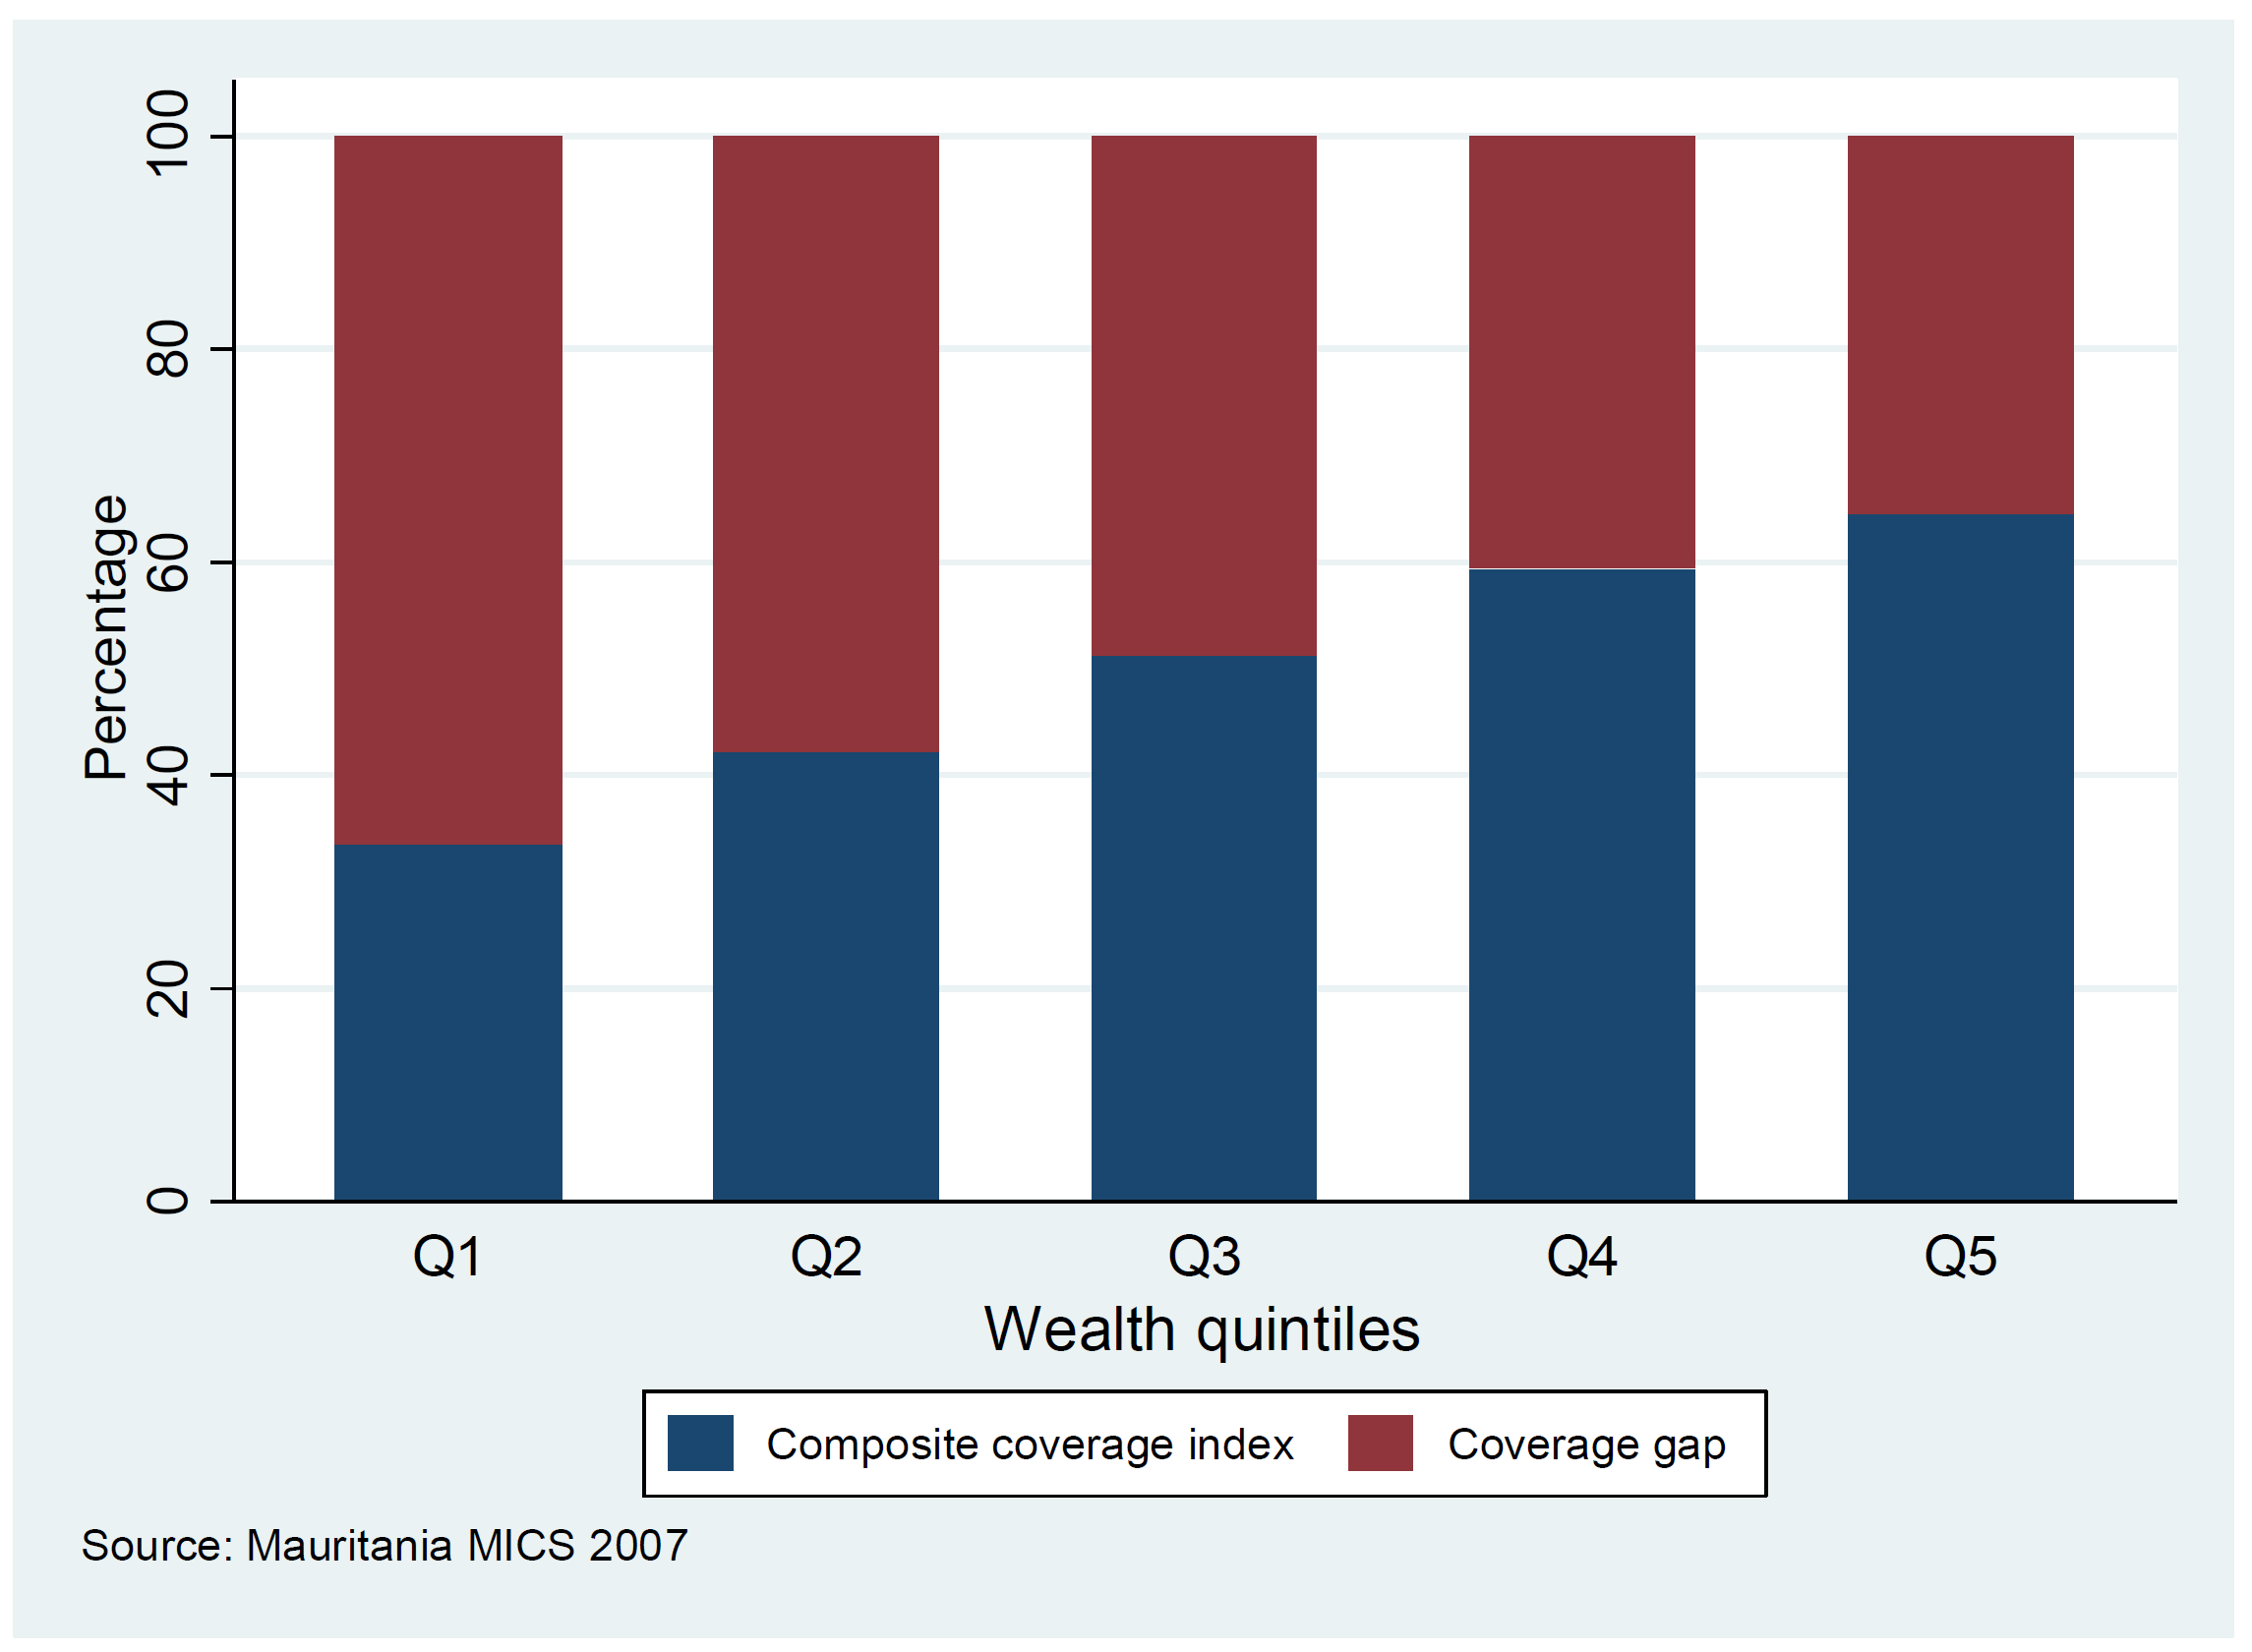 Percentage
100
80
60
40
20
0
Q1 Q2 Q3 Q4 Q5
Wealth quintiles
Composite coverage index Coverage gap
Source: Mauritania MICS 2007